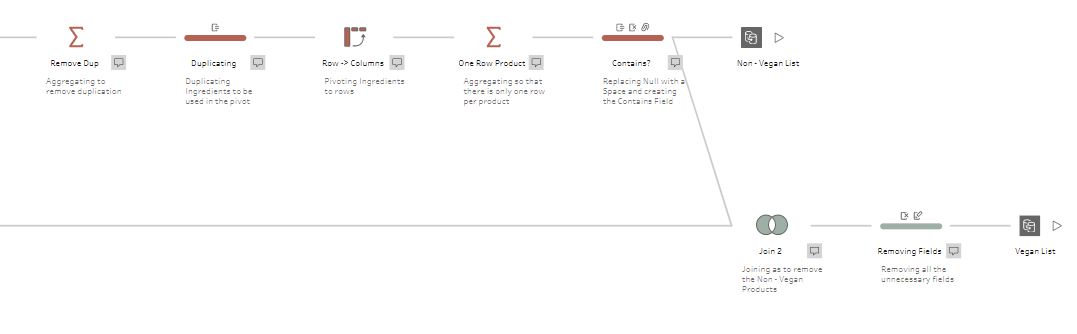 Remove Dup
Aggregating to
remove duplication
Duplicating
Duplicating
Ingredients to be
used in the pivot
Row -> Columns
Pivoting Ingredients
to rows
One Row Product
Aggregating so that
there is only one row
per product
Contains?
Replacing Null with a
Space and creating
the Contains Field
Non - Vegan List
Join 2
Joining as to remove
the Non - Vegan
Products
Removing Fields
Removing all the
unnecessary fields
Vegan List